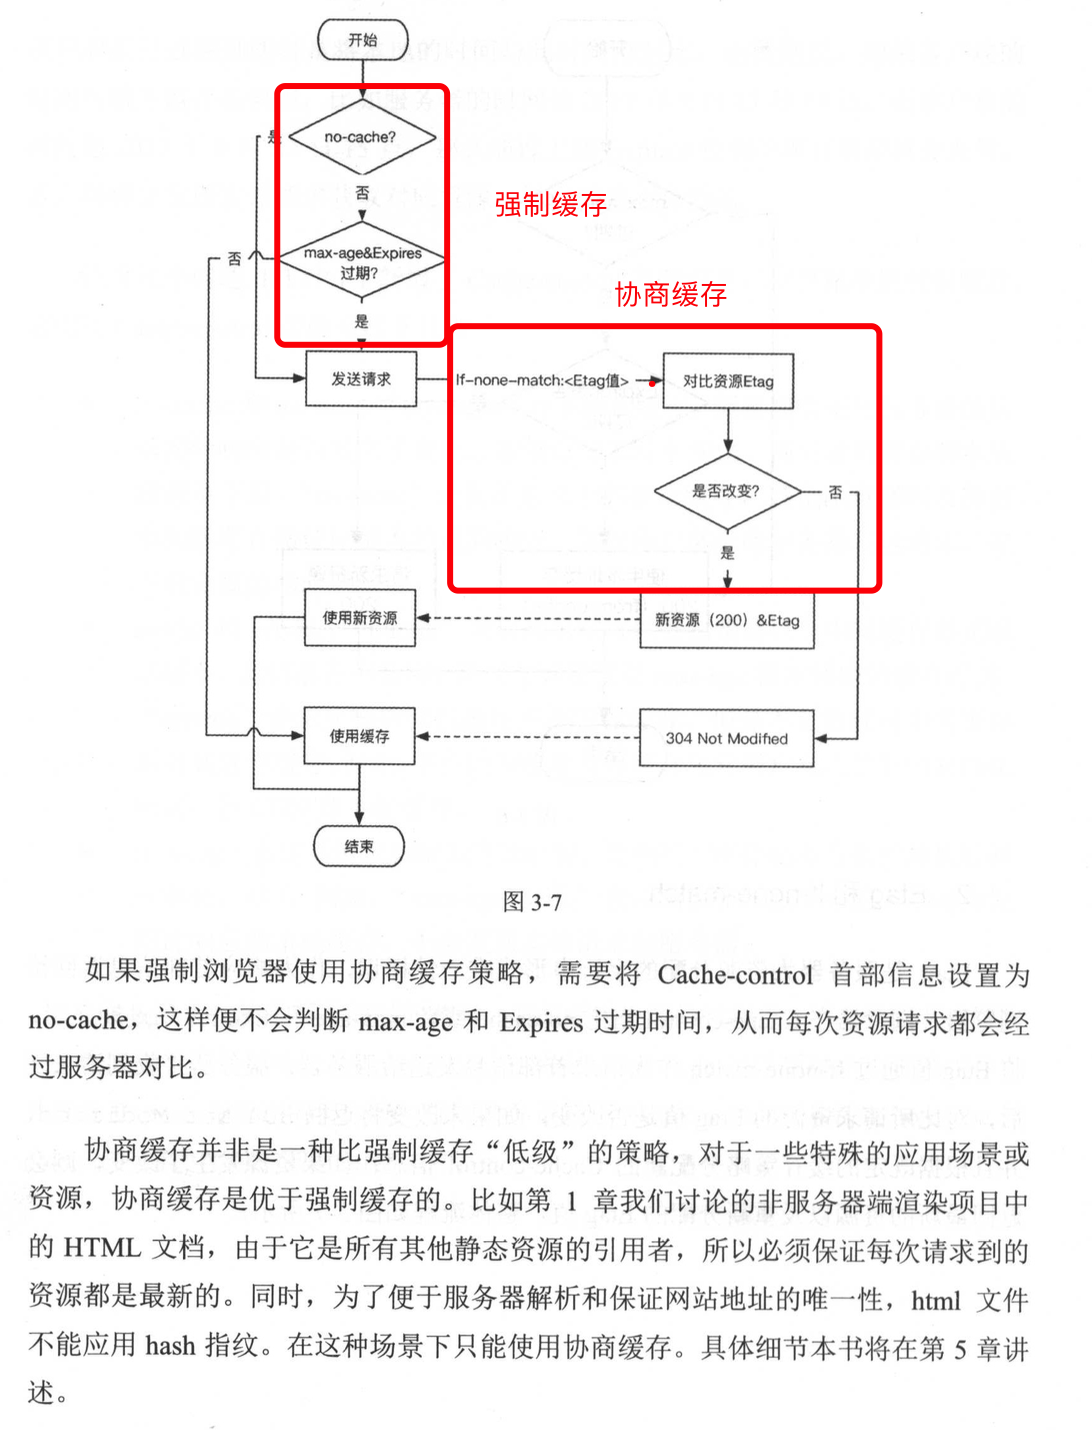 开始
no-cache?
是
否
强制缓存
max-age&Expires
过期?
否
是
协商缓存
发送请求
If-none-match:<Etag值>
对比资源Etag
是否改变?
否
是
使用新资源
新资源（200）&Etag
使用缓存
304 Not Modified
结束
图 3-7
如果强制浏览器使用协商缓存策略，需要将 Cache-control 首部信息设置为
no-cache，这样便不会判断 max-age 和 Expires 过期时间，从而每次资源请求都会经
过服务器对比。
协商缓存并非是一种比强制缓存“低级”的策略，对于一些特殊的应用场景或
资源，协商缓存是优于强制缓存的。比如第 1 章我们讨论的非服务器端渲染项目中
的 HTML 文档，由于它是所有其他静态资源的引用者，所以必须保证每次请求到的
资源都是最新的。同时，为了便于服务器解析和保证网站地址的唯一性，html 文件
不能应用 hash 指纹。在这种场景下只能使用协商缓存。具体细节本书将在第 5 章讲
述。